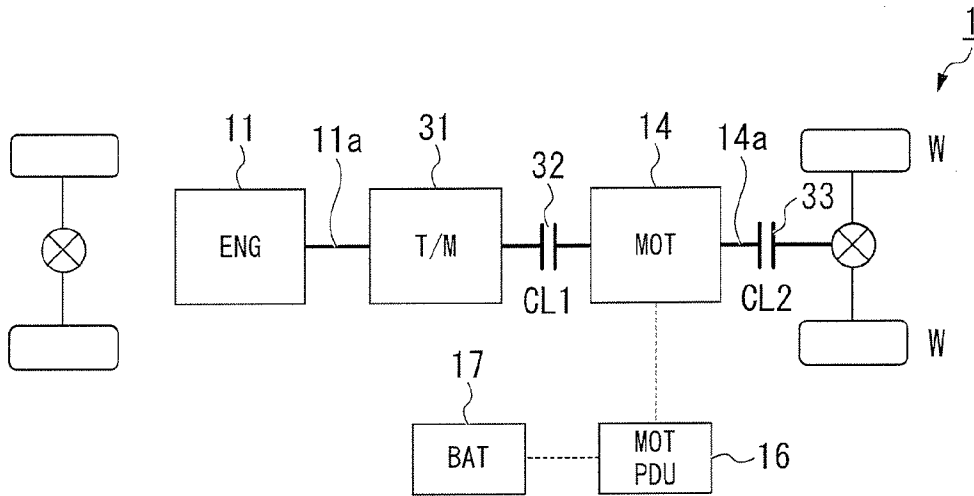 1
11
11a
31
32
14
14a
33
W
ENG
T/M
MOT
CL1
CL2
W
17
BAT
MOT
PDU
16